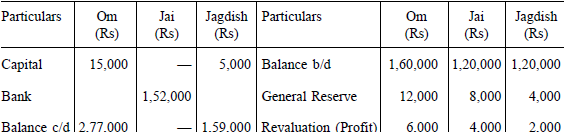 Particulars Om Jai Jagdish Particulars Om Jai Jagdish
(Rs) (Rs) (Rs) (Rs) (Rs) (Rs)
Capital 15,000 — 5,000 Balance b/d 1,60,000 1,20,000 1,20,000
Bank 1,52,000 General Reserve 12,000 8,000 4,000
Balance c/d 2,77,000 — 1,59,000 Revaluation (Profit) 6,000 4,000 2,000